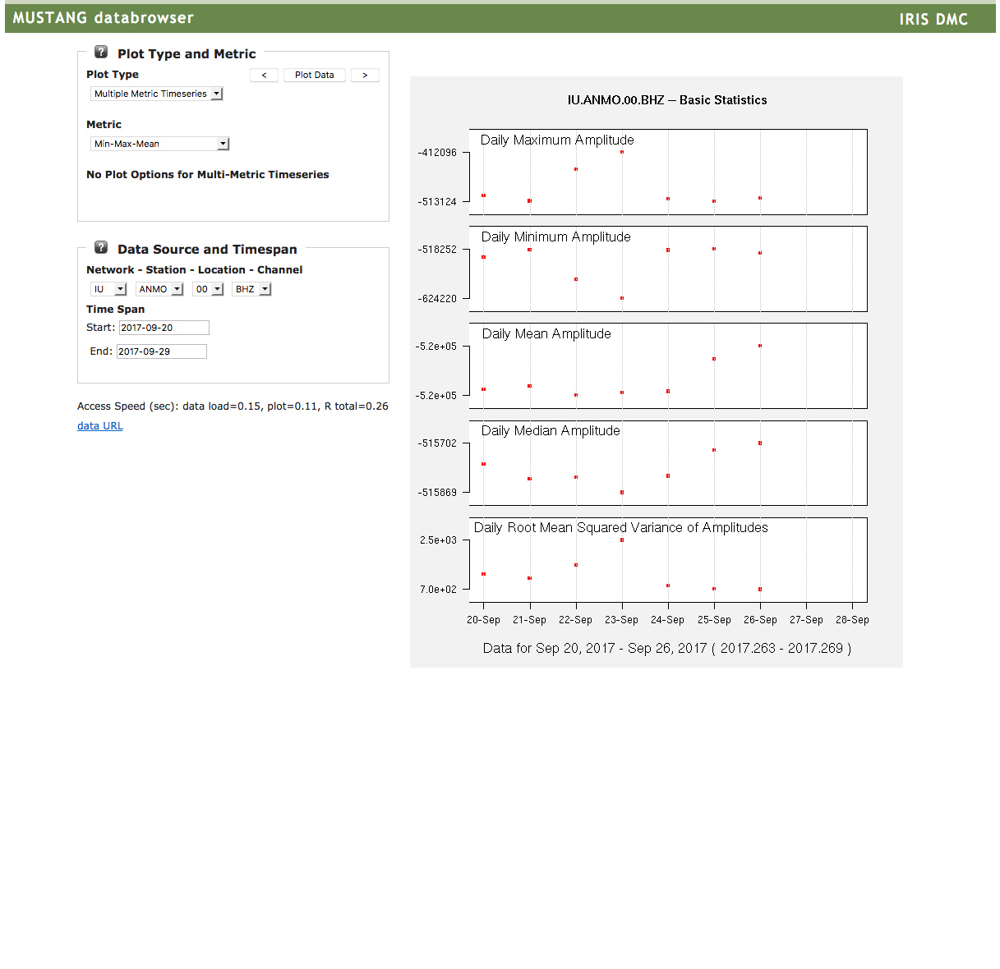 MUSTANG databrowser
IRIS DMC
? Plot Type and Metric
Plot Type
< Plot Data >
Multiple Metric Timeseries
Metric
Min-Max-Mean
No Plot Options for Multi-Metric Timeseries
? Data Source and Timespan
Network - Station - Location - Channel
IU ANMO 00 BHZ
Time Span
Start: 2017-09-20
End: 2017-09-29
Access Speed (sec): data load=0.15, plot=0.11, R total=0.26
data URL
IU.ANMO.00.BHZ -- Basic Statistics
Daily Maximum Amplitude
-412096
-513124
Daily Minimum Amplitude
-518252
-624220
Daily Mean Amplitude
-5.2e+05
-5.2e+05
Daily Median Amplitude
-515702
-515869
Daily Root Mean Squared Variance of Amplitudes
2.5e+03
7.0e+02
20-Sep 21-Sep 22-Sep 23-Sep 24-Sep 25-Sep 26-Sep 27-Sep 28-Sep
Data for Sep 20, 2017 - Sep 26, 2017 ( 2017.263 - 2017.269 )